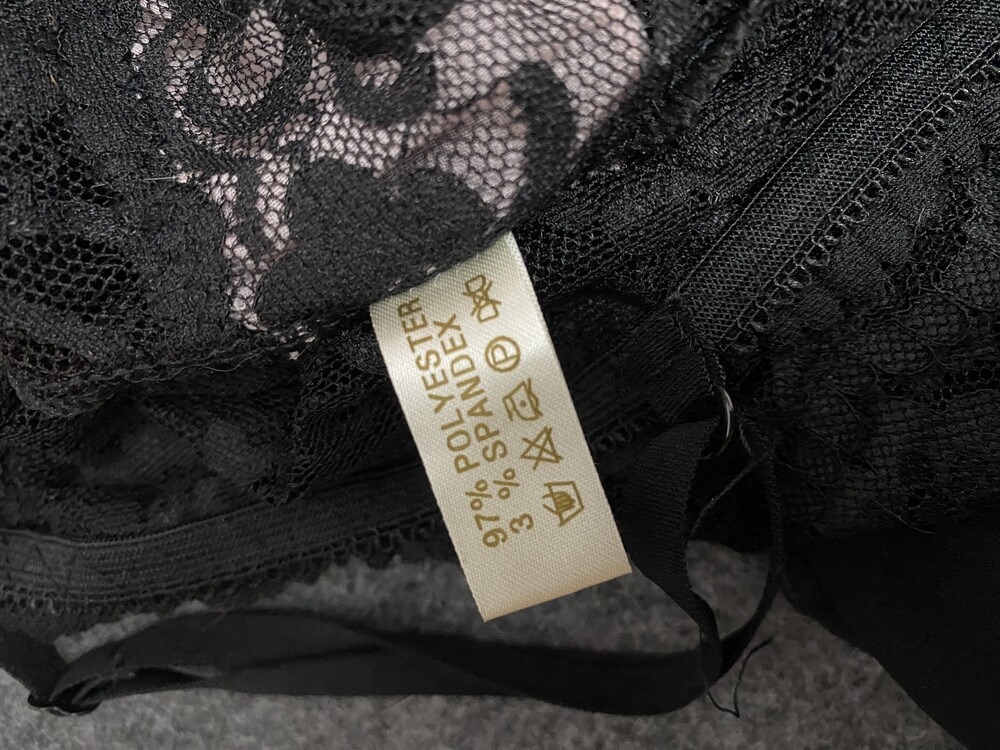 97% POLYESTER
3 % SPANDEX
P